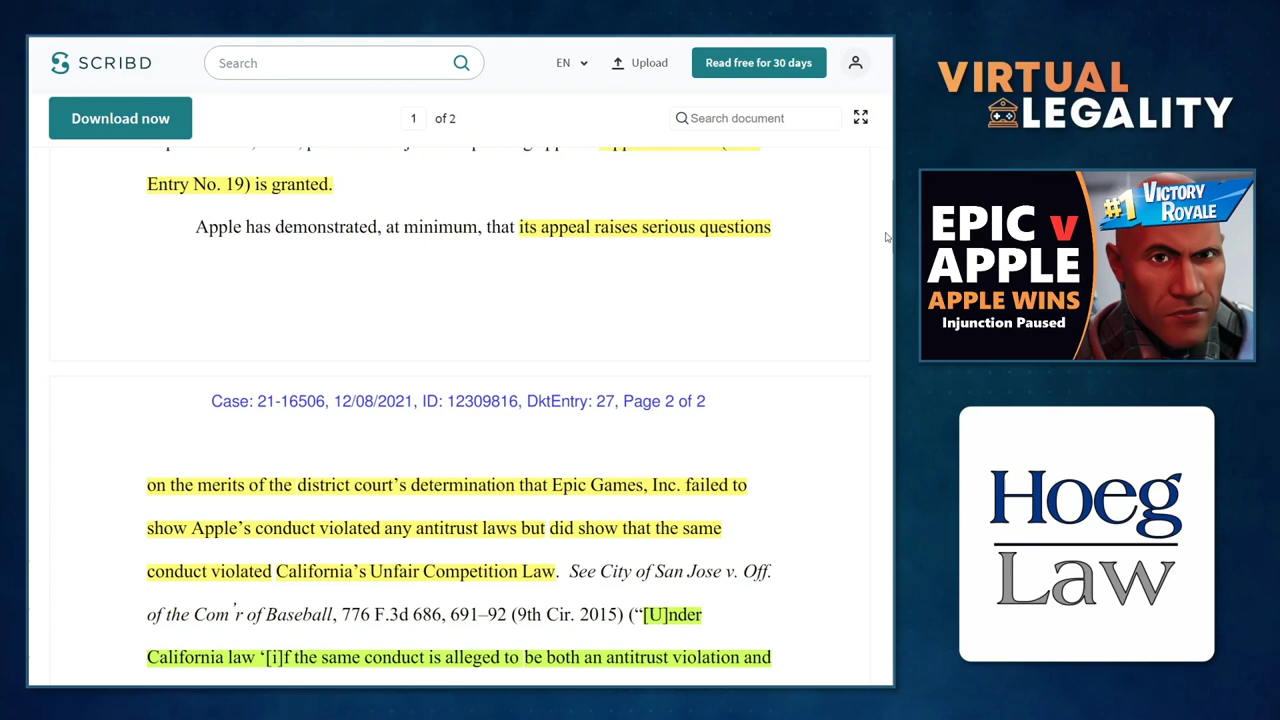 SCRIBD
Search
EN
Upload
Read free for 30 days
Download now
1 of 2
Search document
Entry No. 19) is granted.
Apple has demonstrated, at minimum, that its appeal raises serious questions
Case: 21-16506, 12/08/2021, ID: 12309816, DktEntry: 27, Page 2 of 2
on the merits of the district court’s determination that Epic Games, Inc. failed to
show Apple’s conduct violated any antitrust laws but did show that the same
conduct violated California’s Unfair Competition Law. See City of San Jose v. Off.
of the Com’r of Baseball, 776 F.3d 686, 691–92 (9th Cir. 2015) (“[U]nder
California law ‘[i]f the same conduct is alleged to be both an antitrust violation and
VIRTUAL
LEGALITY
EPIC v
APPLE
APPLE WINS
Injunction Paused
#1 VICTORY
ROYALE
Hoeg
Law